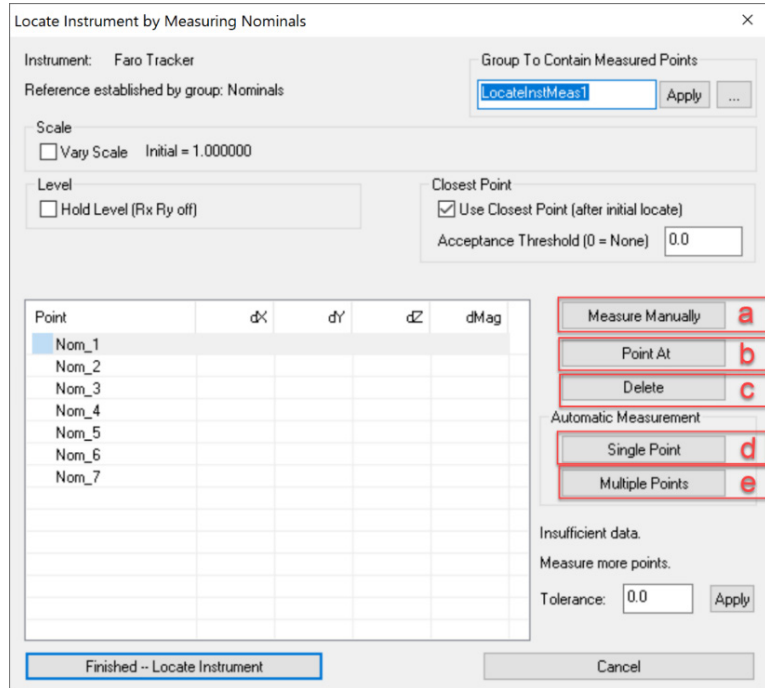 Locate Instrument by Measuring Nominals
Instrument: Faro Tracker
Reference established by group: Nominals
Group To Contain Measured Points
LocateInstMeas1
Apply
...
Scale
Vary Scale Initial = 1.000000
Level
Hold Level (Rx Ry off)
Closest Point
Use Closest Point (after initial locate)
Acceptance Threshold (0 = None) 0.0
Point dX dY dZ dMag
Nom_1
Nom_2
Nom_3
Nom_4
Nom_5
Nom_6
Nom_7
Measure Manually a
Point At b
Delete c
Automatic Measurement
Single Point d
Multiple Points e
Insufficient data.
Measure more points.
Tolerance: 0.0 Apply
Finished -- Locate Instrument
Cancel